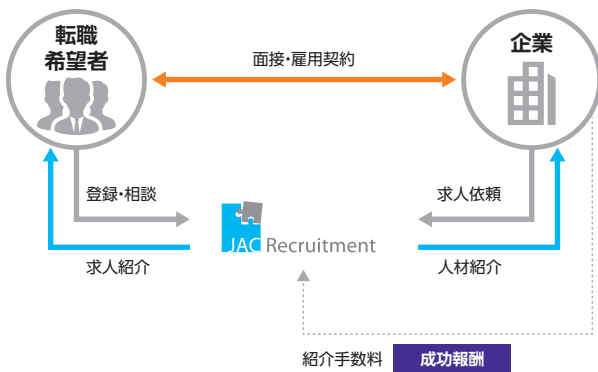 転職
希望者
企業
面接・雇用契約
登録・相談
求人依頼
JAC Recruitment
求人紹介
人材紹介
紹介手数料 成功報酬